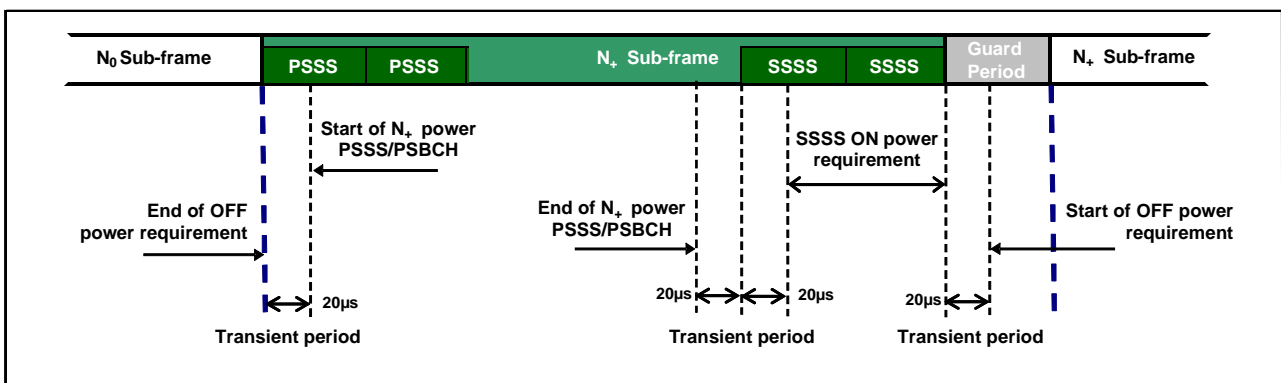 N₀ Sub-frame
PSSS
PSSS
N₊ Sub-frame
SSSS
SSSS
Guard
Period
N₊ Sub-frame
Start of N₊ power
PSSS/PSBCH
SSSS ON power
requirement
End of OFF
power requirement
End of N₊ power
PSSS/PSBCH
Start of OFF power
requirement
20µs
20µs
20µs
20µs
Transient period
Transient period
Transient period